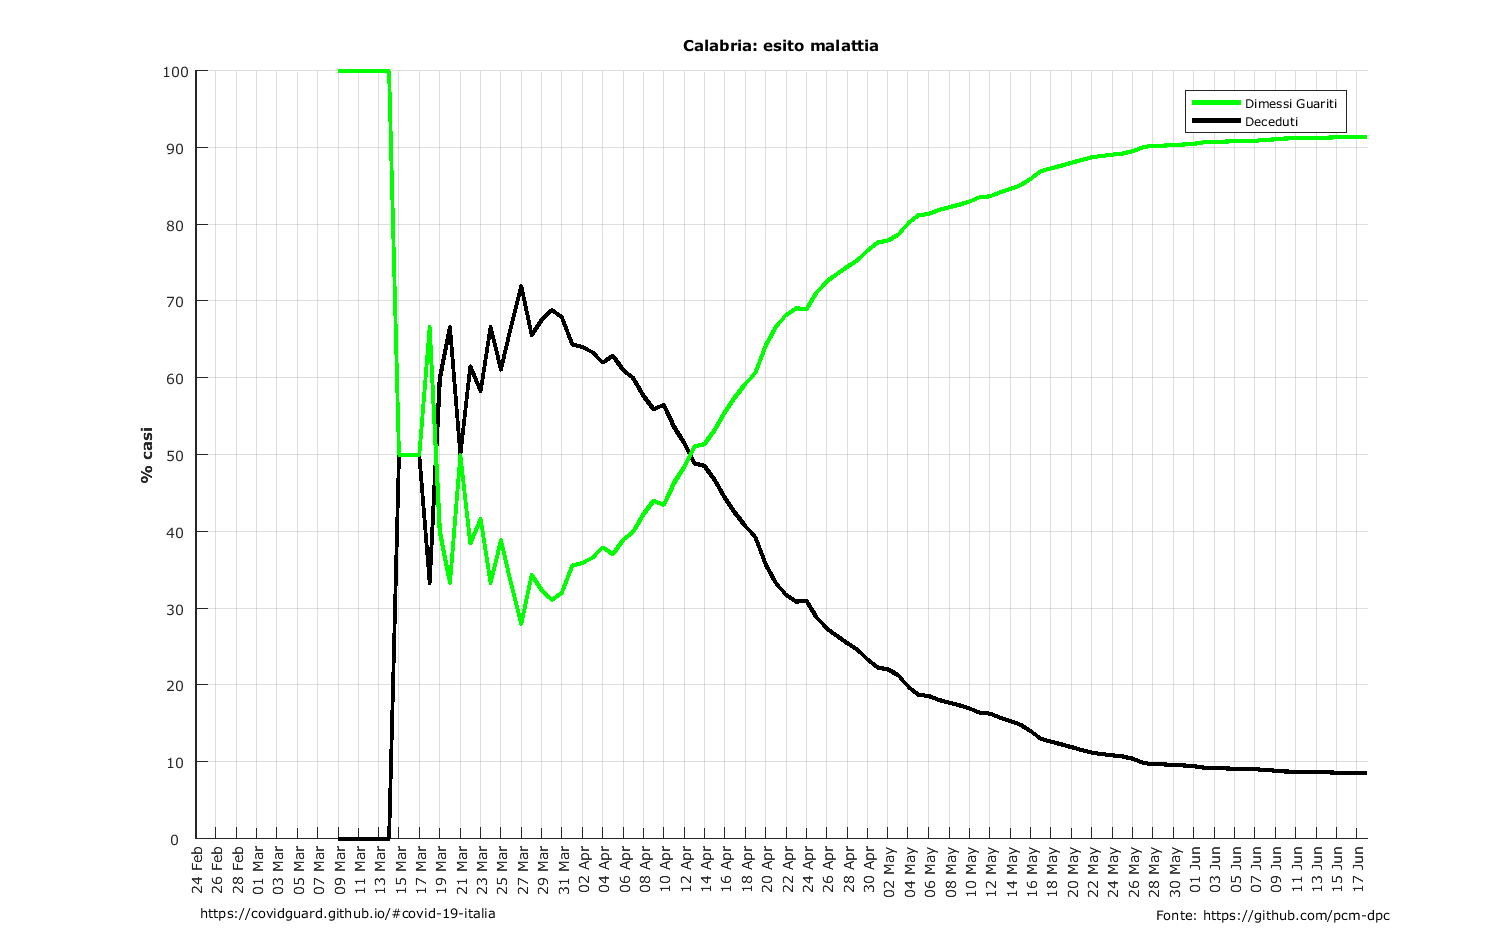 Calabria: esito malattia
Dimessi Guariti
Deceduti
% casi
100
90
80
70
60
50
40
30
20
10
0
24 Feb
26 Feb
28 Feb
01 Mar
03 Mar
05 Mar
07 Mar
09 Mar
11 Mar
13 Mar
15 Mar
17 Mar
19 Mar
21 Mar
23 Mar
25 Mar
27 Mar
29 Mar
31 Mar
02 Apr
04 Apr
06 Apr
08 Apr
10 Apr
12 Apr
14 Apr
16 Apr
18 Apr
20 Apr
22 Apr
24 Apr
26 Apr
28 Apr
30 Apr
02 May
04 May
06 May
08 May
10 May
12 May
14 May
16 May
18 May
20 May
22 May
24 May
26 May
28 May
30 May
01 Jun
03 Jun
05 Jun
07 Jun
09 Jun
11 Jun
13 Jun
15 Jun
17 Jun
https://covidguard.github.io/#covid-19-italia
Fonte: https://github.com/pcm-dpc